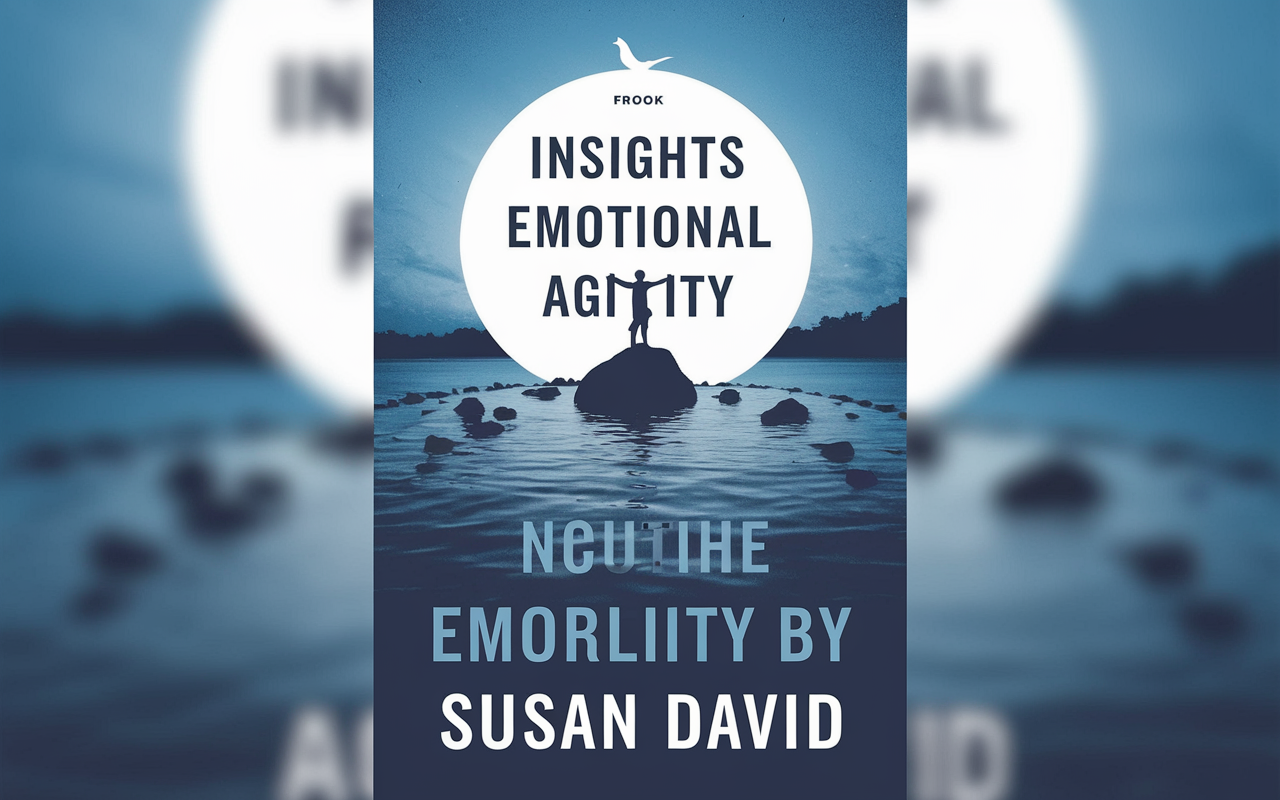 FROOK
INSIGHTS
EMOTIONAL
AGILITY
NCUTIHE
EMORLIITY BY
SUSAN DAVID